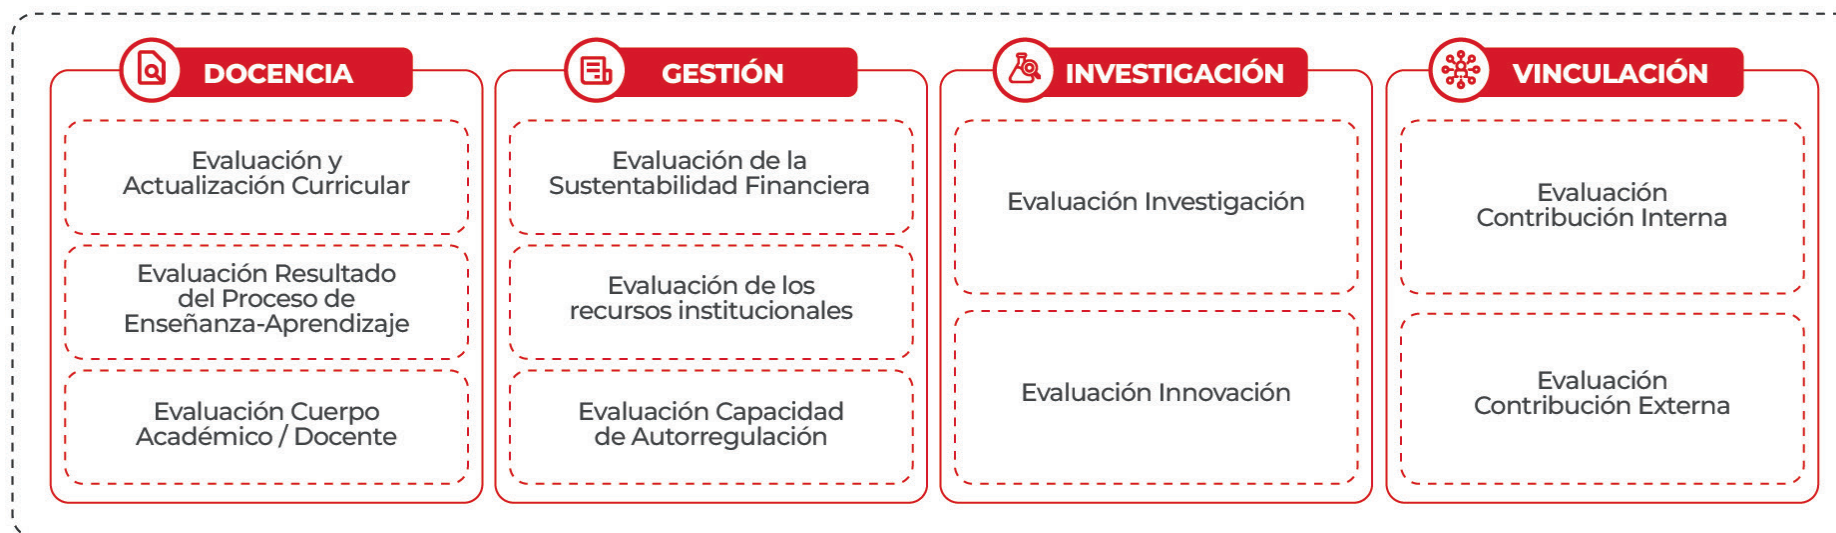 DOCENCIA
Evaluación y
Actualización Curricular
Evaluación Resultado
del Proceso de
Enseñanza-Aprendizaje
Evaluación Cuerpo
Académico / Docente
GESTIÓN
Evaluación de la
Sustentabilidad Financiera
Evaluación de los
recursos institucionales
Evaluación Capacidad
de Autorregulación
INVESTIGACIÓN
Evaluación Investigación
Evaluación Innovación
VINCULACIÓN
Evaluación
Contribución Interna
Evaluación
Contribución Externa